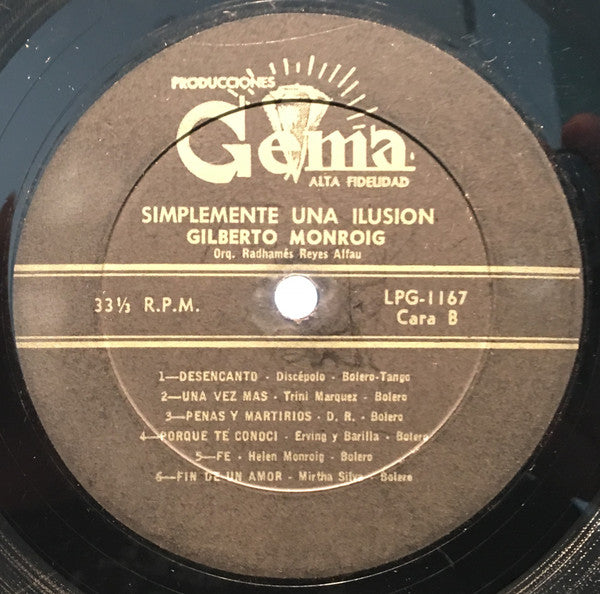 PRODUCCIONES
Gema
ALTA FIDELIDAD
SIMPLEMENTE UNA ILUSION
GILBERTO MONROIG
Orq. Radhamés Reyes Alfau
33⅓ R.P.M.
LPG-1167
Cara B
1—DESENCANTO - Discépolo - Bolero-Tango
2—UNA VEZ MAS - Trini Marquez - Bolero
3—PENAS Y MARTIRIOS - D. R. - Bolero
4—PORQUE TE CONOCI - Erving y Barilla - Bolero
5—FE - Helen Monroig - Bolero
6—FIN DE UN AMOR - Mirtha Silva - Bolero